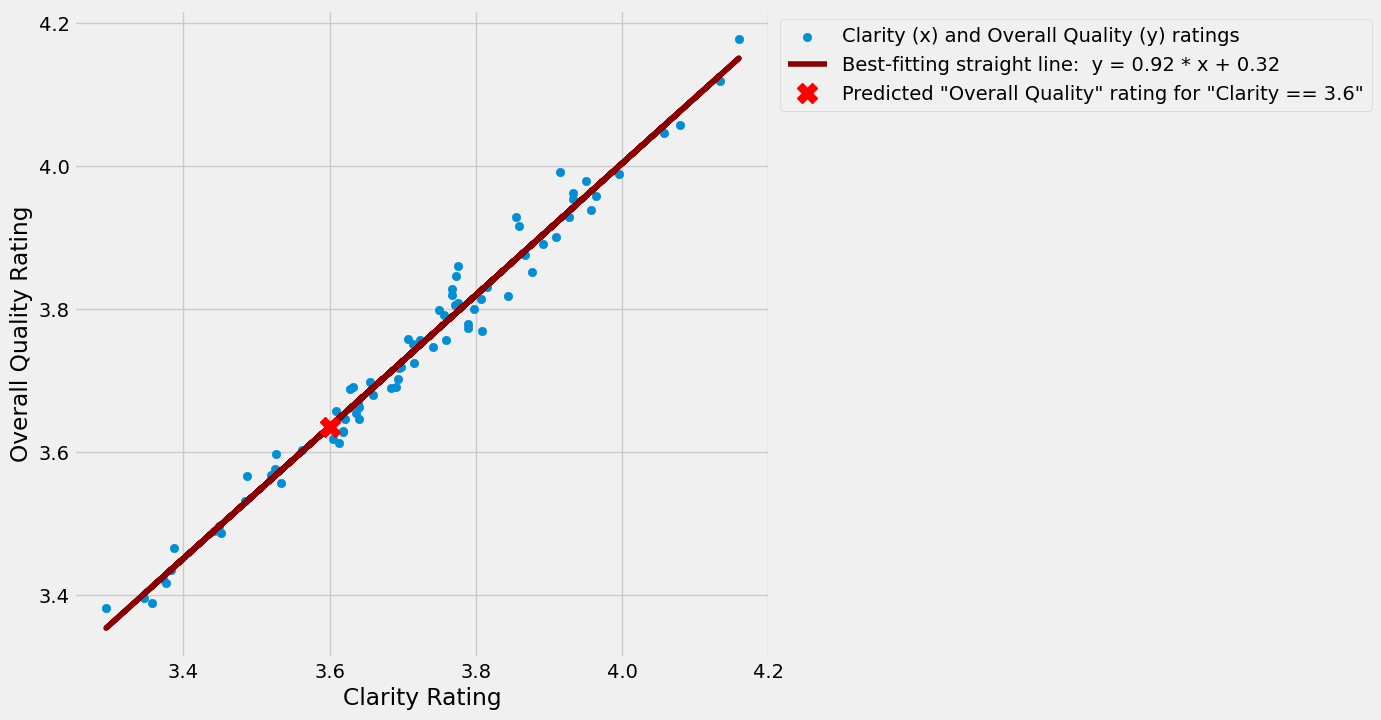 4.2
4.0
3.8
3.6
3.4
Overall Quality Rating
3.4
3.6
3.8
4.0
4.2
Clarity Rating
Clarity (x) and Overall Quality (y) ratings
Best-fitting straight line:  y = 0.92 * x + 0.32
Predicted "Overall Quality" rating for "Clarity == 3.6"